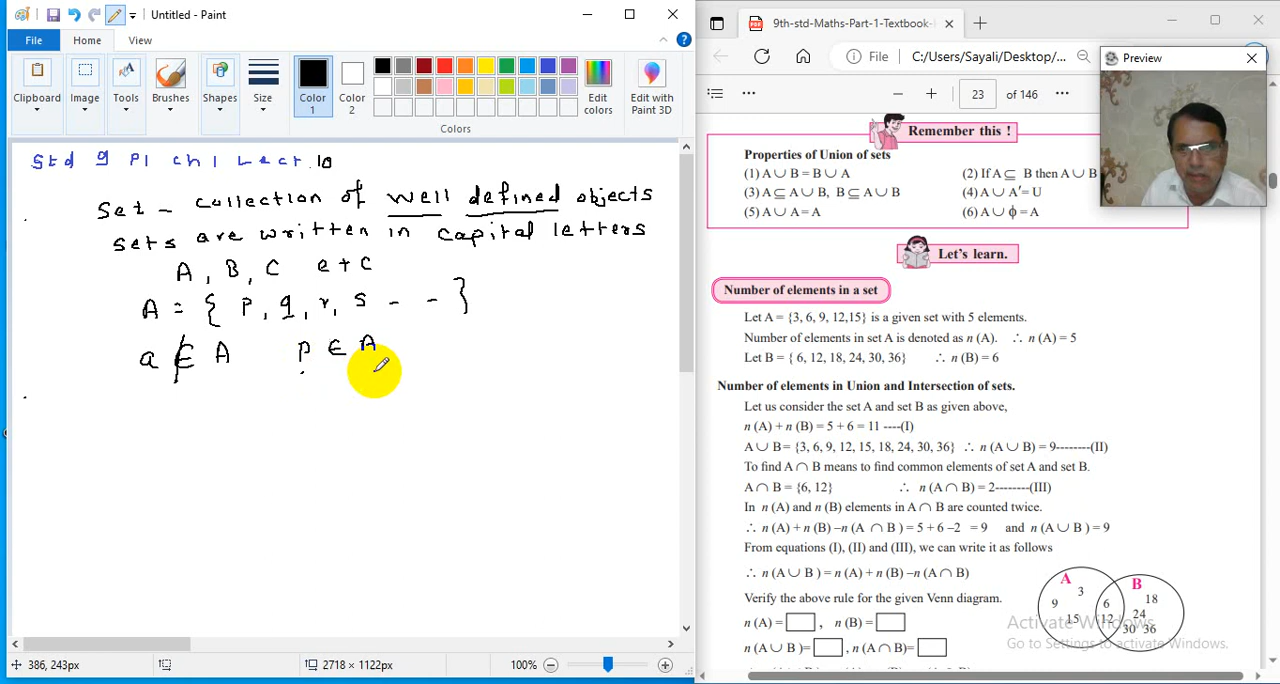 Untitled - Paint
File Home View
Clipboard Image Tools Brushes Shapes Size Color 1 Color 2 Edit colors Edit with Paint 3D
Colors
Std 9 P1 ch1 Lect. 10
Set - collection of well defined objects
sets are written in capital letters
A, B, C etc
A = { p, q, r, s - - }
a ∉ A p ∈ A
386, 243px 2718 × 1122px 100%
9th-std-Maths-Part-1-Textbook-
File C:/Users/Sayali/Desktop/...
23 of 146
Preview
Remember this !
Properties of Union of sets
(1) A ∪ B = B ∪ A (2) If A ⊆ B then A ∪ B
(3) A ⊆ A ∪ B, B ⊆ A ∪ B (4) A ∪ A′ = U
(5) A ∪ A = A (6) A ∪ ϕ = A
Let's learn.
Number of elements in a set
Let A = {3, 6, 9, 12,15} is a given set with 5 elements.
Number of elements in set A is denoted as n (A). ∴ n (A) = 5
Let B = { 6, 12, 18, 24, 30, 36} ∴ n (B) = 6
Number of elements in Union and Intersection of sets.
Let us consider the set A and set B as given above,
n (A) + n (B) = 5 + 6 = 11 ----(I)
A ∪ B = {3, 6, 9, 12, 15, 18, 24, 30, 36} ∴ n (A ∪ B) = 9--------(II)
To find A ∩ B means to find common elements of set A and set B.
A ∩ B = {6, 12} ∴ n (A ∩ B) = 2-------(III)
In n (A) and n (B) elements in A ∩ B are counted twice.
∴ n (A) + n (B) –n (A ∩ B) = 5 + 6 –2 = 9 and n (A ∪ B ) = 9
From equations (I), (II) and (III), we can write it as follows
∴ n (A ∪ B ) = n (A) + n (B) –n (A ∩ B)
Verify the above rule for the given Venn diagram.
n (A) = , n (B) =
n (A ∪ B)= , n (A ∩ B)=
A B
3 9 15 6 12 18 24 30 36
Activate Windows
Go to Settings to activate Windows.